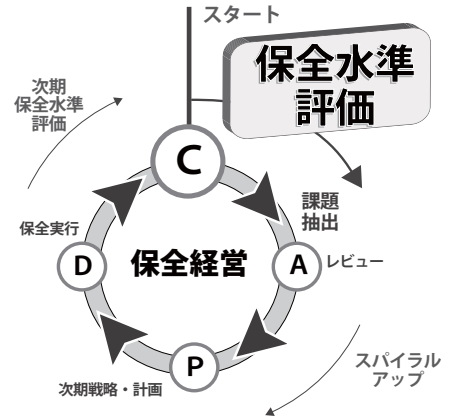 スタート
保全水準
評価
次期
保全水準
評価
C
課題
抽出
保全実行
D
保全経営
A
レビュー
P
次期戦略・計画
スパイラル
アップ